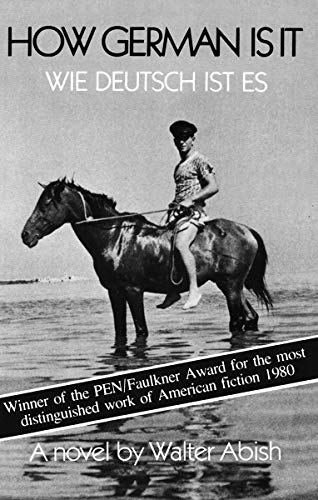 HOW GERMAN IS IT
WIE DEUTSCH IST ES
Winner of the PEN/Faulkner Award for the most
distinguished work of American fiction 1980
A novel by Walter Abish